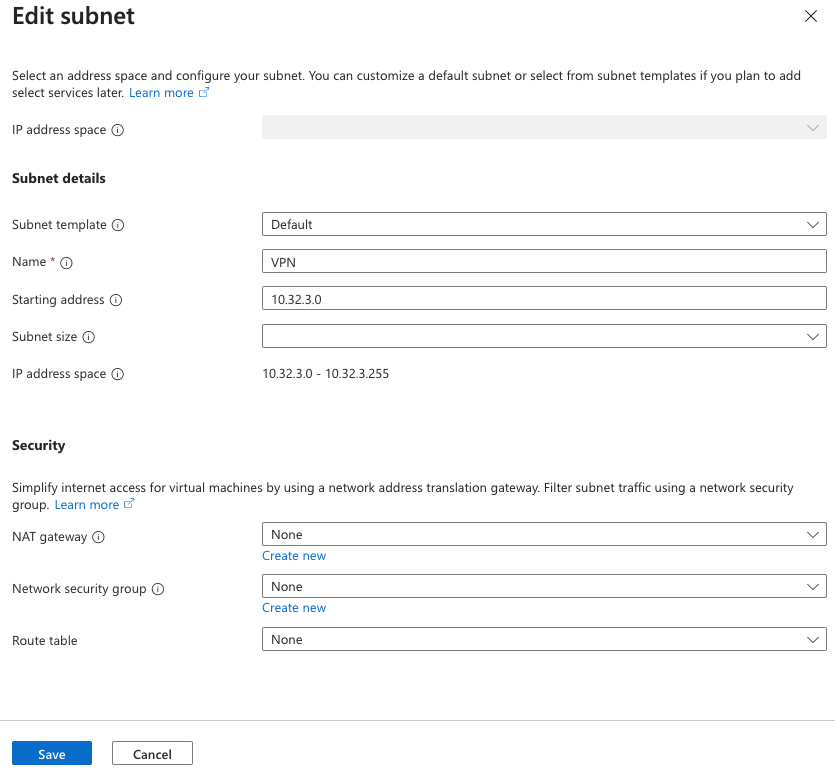 Edit subnet
Select an address space and configure your subnet. You can customize a default subnet or select from subnet templates if you plan to add
select services later. Learn more
IP address space
Subnet details
Subnet template
Default
Name *
VPN
Starting address
10.32.3.0
Subnet size
IP address space
10.32.3.0 - 10.32.3.255
Security
Simplify internet access for virtual machines by using a network address translation gateway. Filter subnet traffic using a network security
group. Learn more
NAT gateway
None
Create new
Network security group
None
Create new
Route table
None
Save
Cancel